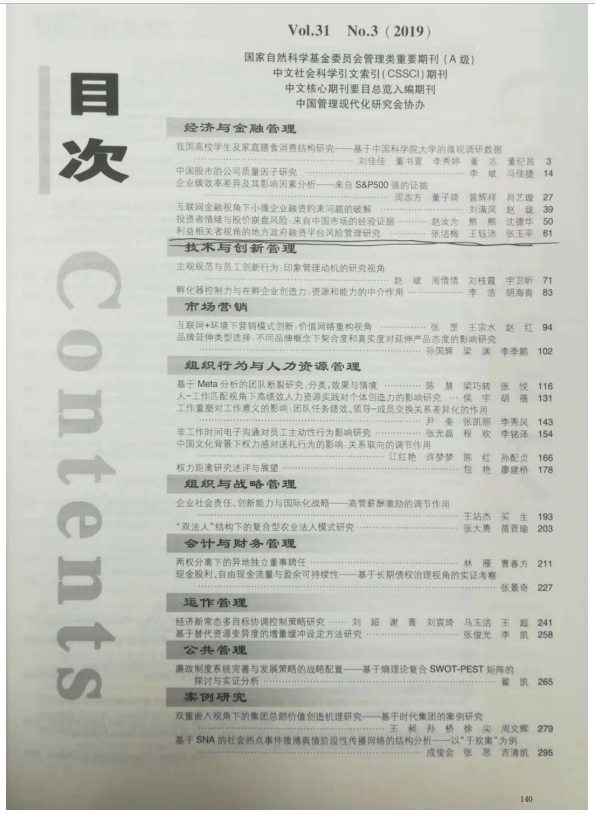 Vol.31 No.3（2019）
国家自然科学基金委员会管理类重要期刊（A 级）
中文社会科学引文索引（CSSCI）期刊
中文核心期刊要目总览入编期刊
中国管理现代化研究会协办
目次
Contents
经济与金融管理
我国高校学生及家庭膳食消费结构研究——基于中国科学院大学的微观调研数据
刘佳佳 董书萱 李秀婷 董 志 董纪昌 3
中国股市的公司质量因子研究 李 斌 冯佳捷 14
企业碳效率差异及其影响因素分析——来自 S&P500 强的证据
周志方 董子琦 曾辉祥 肖艺璇 27
互联网金融视角下小微企业融资约束问题的破解 刘满凤 赵 珑 39
投资者情绪与股价崩盘风险：来自中国市场的经验证据 赵汝为 熊 熊 沈德华 50
利益相关者视角的地方政府融资平台风险管理研究 张洁梅 王钰沛 张玉平 61
技术与创新管理
主观规范与员工创新行为：印象管理动机的研究视角
赵 斌 周倩倩 刘桂霞 宇卫昕 71
孵化器控制力与在孵企业创造力：资源和能力的中介作用 李 浩 胡海青 83
市场营销
互联网+环境下营销模式创新：价值网络重构视角 张 罡 王宗水 赵 红 94
品牌延伸类型选择：不同品牌概念下契合度和真实度对延伸产品态度的影响研究
孙国辉 梁 渊 李季鹏 102
组织行为与人力资源管理
基于 Meta 分析的团队断裂研究：分类、效果与情境 陈 慧 梁巧转 张 悦 116
人-工作匹配视角下高绩效人力资源实践对个体创造力的影响研究 侯 宇 胡 蓓 131
工作重塑对工作意义的影响：团队任务绩效、领导-成员交换关系差异化的作用
尹 奎 张凯丽 李秀凤 143
非工作时间电子沟通对员工主动性行为影响研究 张光磊 程 欢 李铭泽 154
中国文化背景下权力感对送礼行为的影响：关系取向的调节作用
江红艳 许梦梦 陈 红 孙配贞 166
权力距离研究述评与展望 包 艳 廖建桥 178
组织与战略管理
企业社会责任、创新能力与国际化战略——高管薪酬激励的调节作用
王站杰 买 生 193
“双法人”结构下的复合型农业法人模式研究 张大勇 苗晋瑜 203
会计与财务管理
两权分离下的异地独立董事聘任 林 雁 曹春方 211
现金股利、自由现金流量与盈余可持续性——基于长期债权治理视角的实证考察
张景奇 227
运作管理
经济新常态多目标协调控制策略研究 刘 超 谢 菁 刘宸琦 马玉洁 王 超 241
基于替代资源变异度的增量缓冲设定方法研究 张俊光 李 凯 258
公共管理
廉政制度系统完善与发展策略的战略配置——基于熵理论复合 SWOT-PEST 矩阵的
探讨与实证分析 翟 凯 265
案例研究
双重嵌入视角下的集团总部价值创造机理研究——基于时代集团的案例研究
王 昶 孙 桥 徐 尖 周文辉 279
基于 SNA 的社会热点事件微博舆情阶段性传播网络的结构分析——以“于欢案”为例
成俊会 张 思 吉清凯 295
140